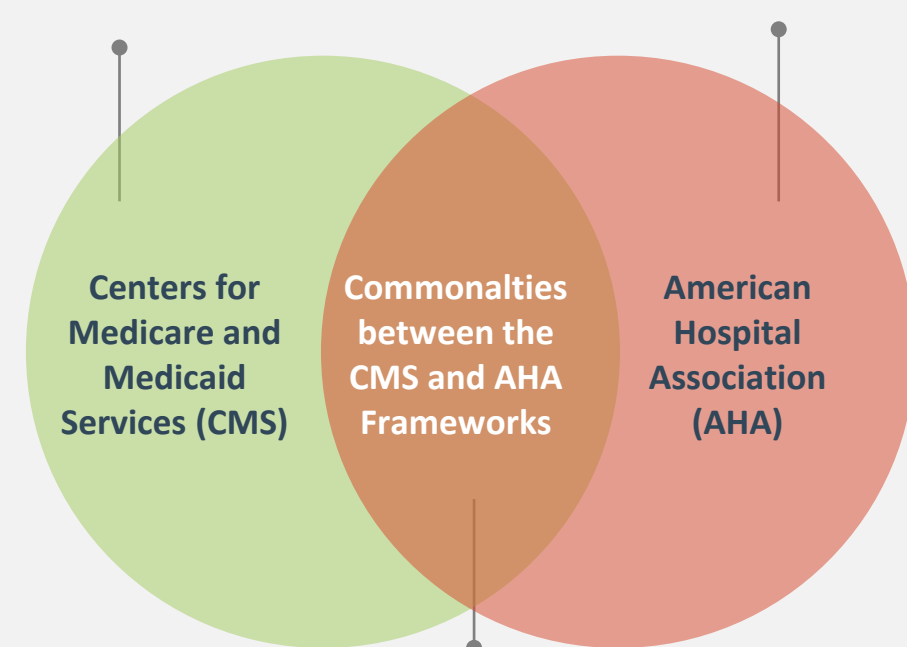 Centers for
Medicare and
Medicaid
Services (CMS)
Commonalties
between the
CMS and AHA
Frameworks
American
Hospital
Association
(AHA)